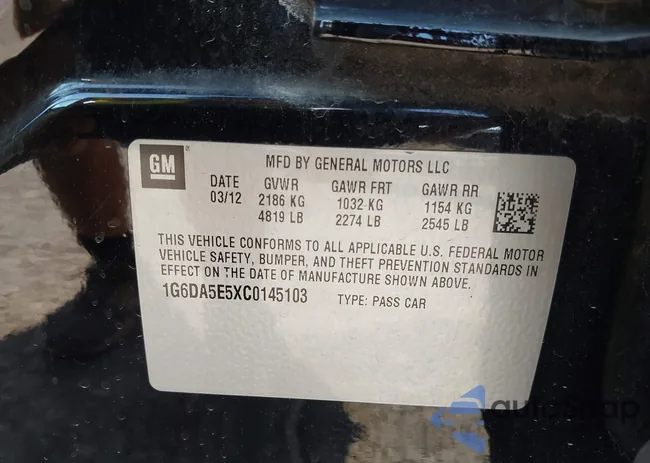 GM
MFD BY GENERAL MOTORS LLC
DATE GVWR GAWR FRT GAWR RR
03/12 2186 KG 1032 KG 1154 KG
4819 LB 2274 LB 2545 LB
THIS VEHICLE CONFORMS TO ALL APPLICABLE U.S. FEDERAL MOTOR
VEHICLE SAFETY, BUMPER, AND THEFT PREVENTION STANDARDS IN
EFFECT ON THE DATE OF MANUFACTURE SHOWN ABOVE.
1G6DA5E5XC0145103 TYPE: PASS CAR
autoSnap